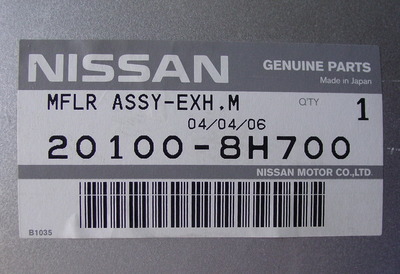 NISSAN
GENUINE PARTS
Made in Japan
MFLR ASSY-EXH.M
Q'TY 1
04/04/06
20100-8H700
NISSAN MOTOR CO.,LTD
B1035